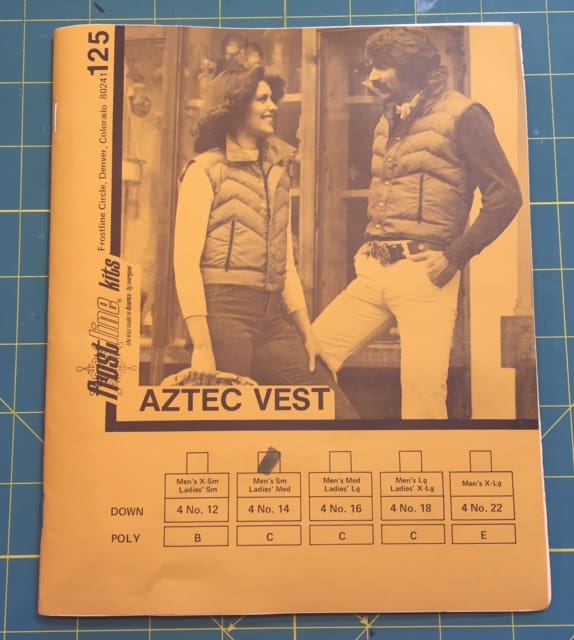 125
Frostline Circle, Denver, Colorado 80241
frostline kits
AZTEC VEST
Men's X-Sm Men's Sm Men's Med Men's Lg Men's X-Lg
Ladies' Sm Ladies' Med Ladies' Lg Ladies' X-Lg
DOWN 4 No. 12 4 No. 14 4 No. 16 4 No. 18 4 No. 22
POLY B C C C E